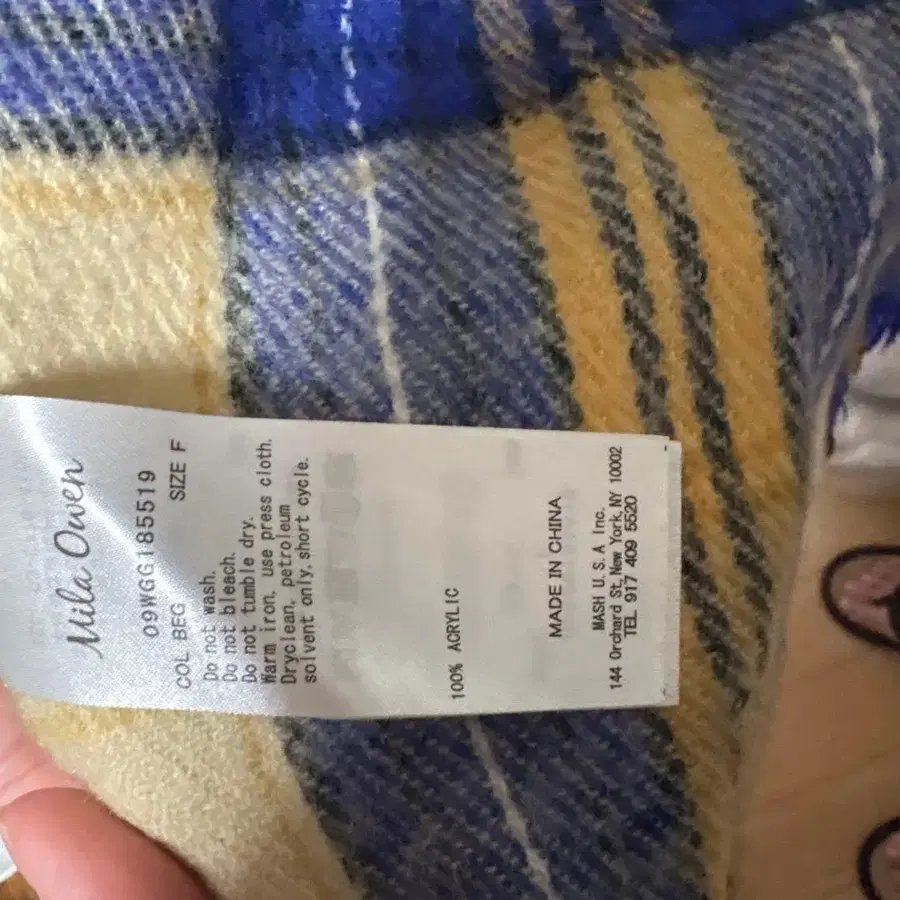 Mila Owen
09WGG185519
COL BEG SIZE F
Do not wash.
Do not bleach.
Do not tumble dry.
Warm iron, use press cloth.
Dryclean, petroleum
solvent only. short cycle.
100% ACRYLIC
MADE IN CHINA
MASH U.S.A Inc.
144 Orchard St, New York, NY 10002
TEL 917 409 5520